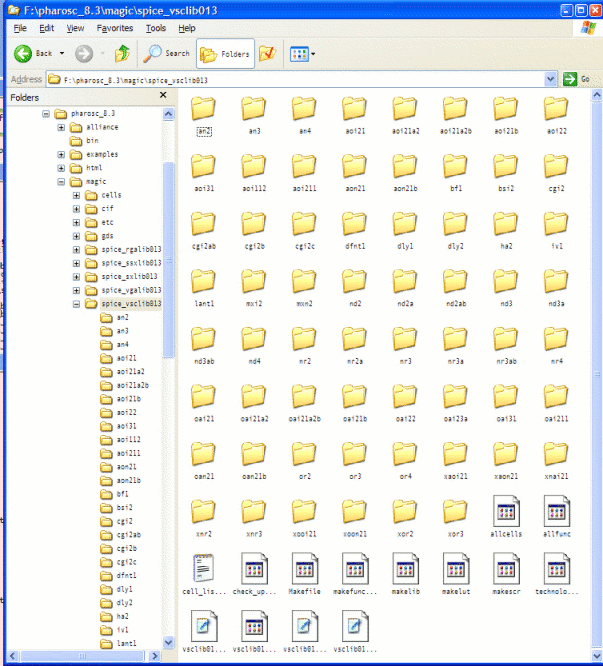 F:\pharosc_8.3\magic\spice_vsclib013
File Edit View Favorites Tools Help
Back Search Folders
Address F:\pharosc_8.3\magic\spice_vsclib013 Go
Folders
pharosc_8.3
alliance
bin
examples
html
magic
cells
cif
etc
gds
spice_rgalib013
spice_ssxlib013
spice_sxlib013
spice_vgalib013
spice_vsclib013
an2
an3
an4
aoi21
aoi21a2
aoi21a2b
aoi21b
aoi22
aoi31
aoi112
aoi211
aon21
aon21b
bf1
bsi2
cgi2
cgi2ab
cgi2b
cgi2c
dfnt1
dly1
dly2
ha2
iv1
lant1
an2 an3 an4 aoi21 aoi21a2 aoi21a2b aoi21b aoi22
aoi31 aoi112 aoi211 aon21 aon21b bf1 bsi2 cgi2
cgi2ab cgi2b cgi2c dfnt1 dly1 dly2 ha2 iv1
lant1 mxi2 mxn2 nd2 nd2a nd2ab nd3 nd3a
nd3ab nd4 nr2 nr2a nr3 nr3a nr3ab nr4
oai21 oai21a2 oai21a2b oai21b oai22 oai23a oai31 oai211
oan21 oan21b or2 or3 or4 xaoi21 xaon21 xnai21
xnr2 xnr3 xooi21 xoon21 xor2 xor3 allcells allfunc
cell_lis... check_up... Makefile makefunc... makelib makelut makescr technolo...
vsclib01... vsclib01... vsclib01... vsclib01...